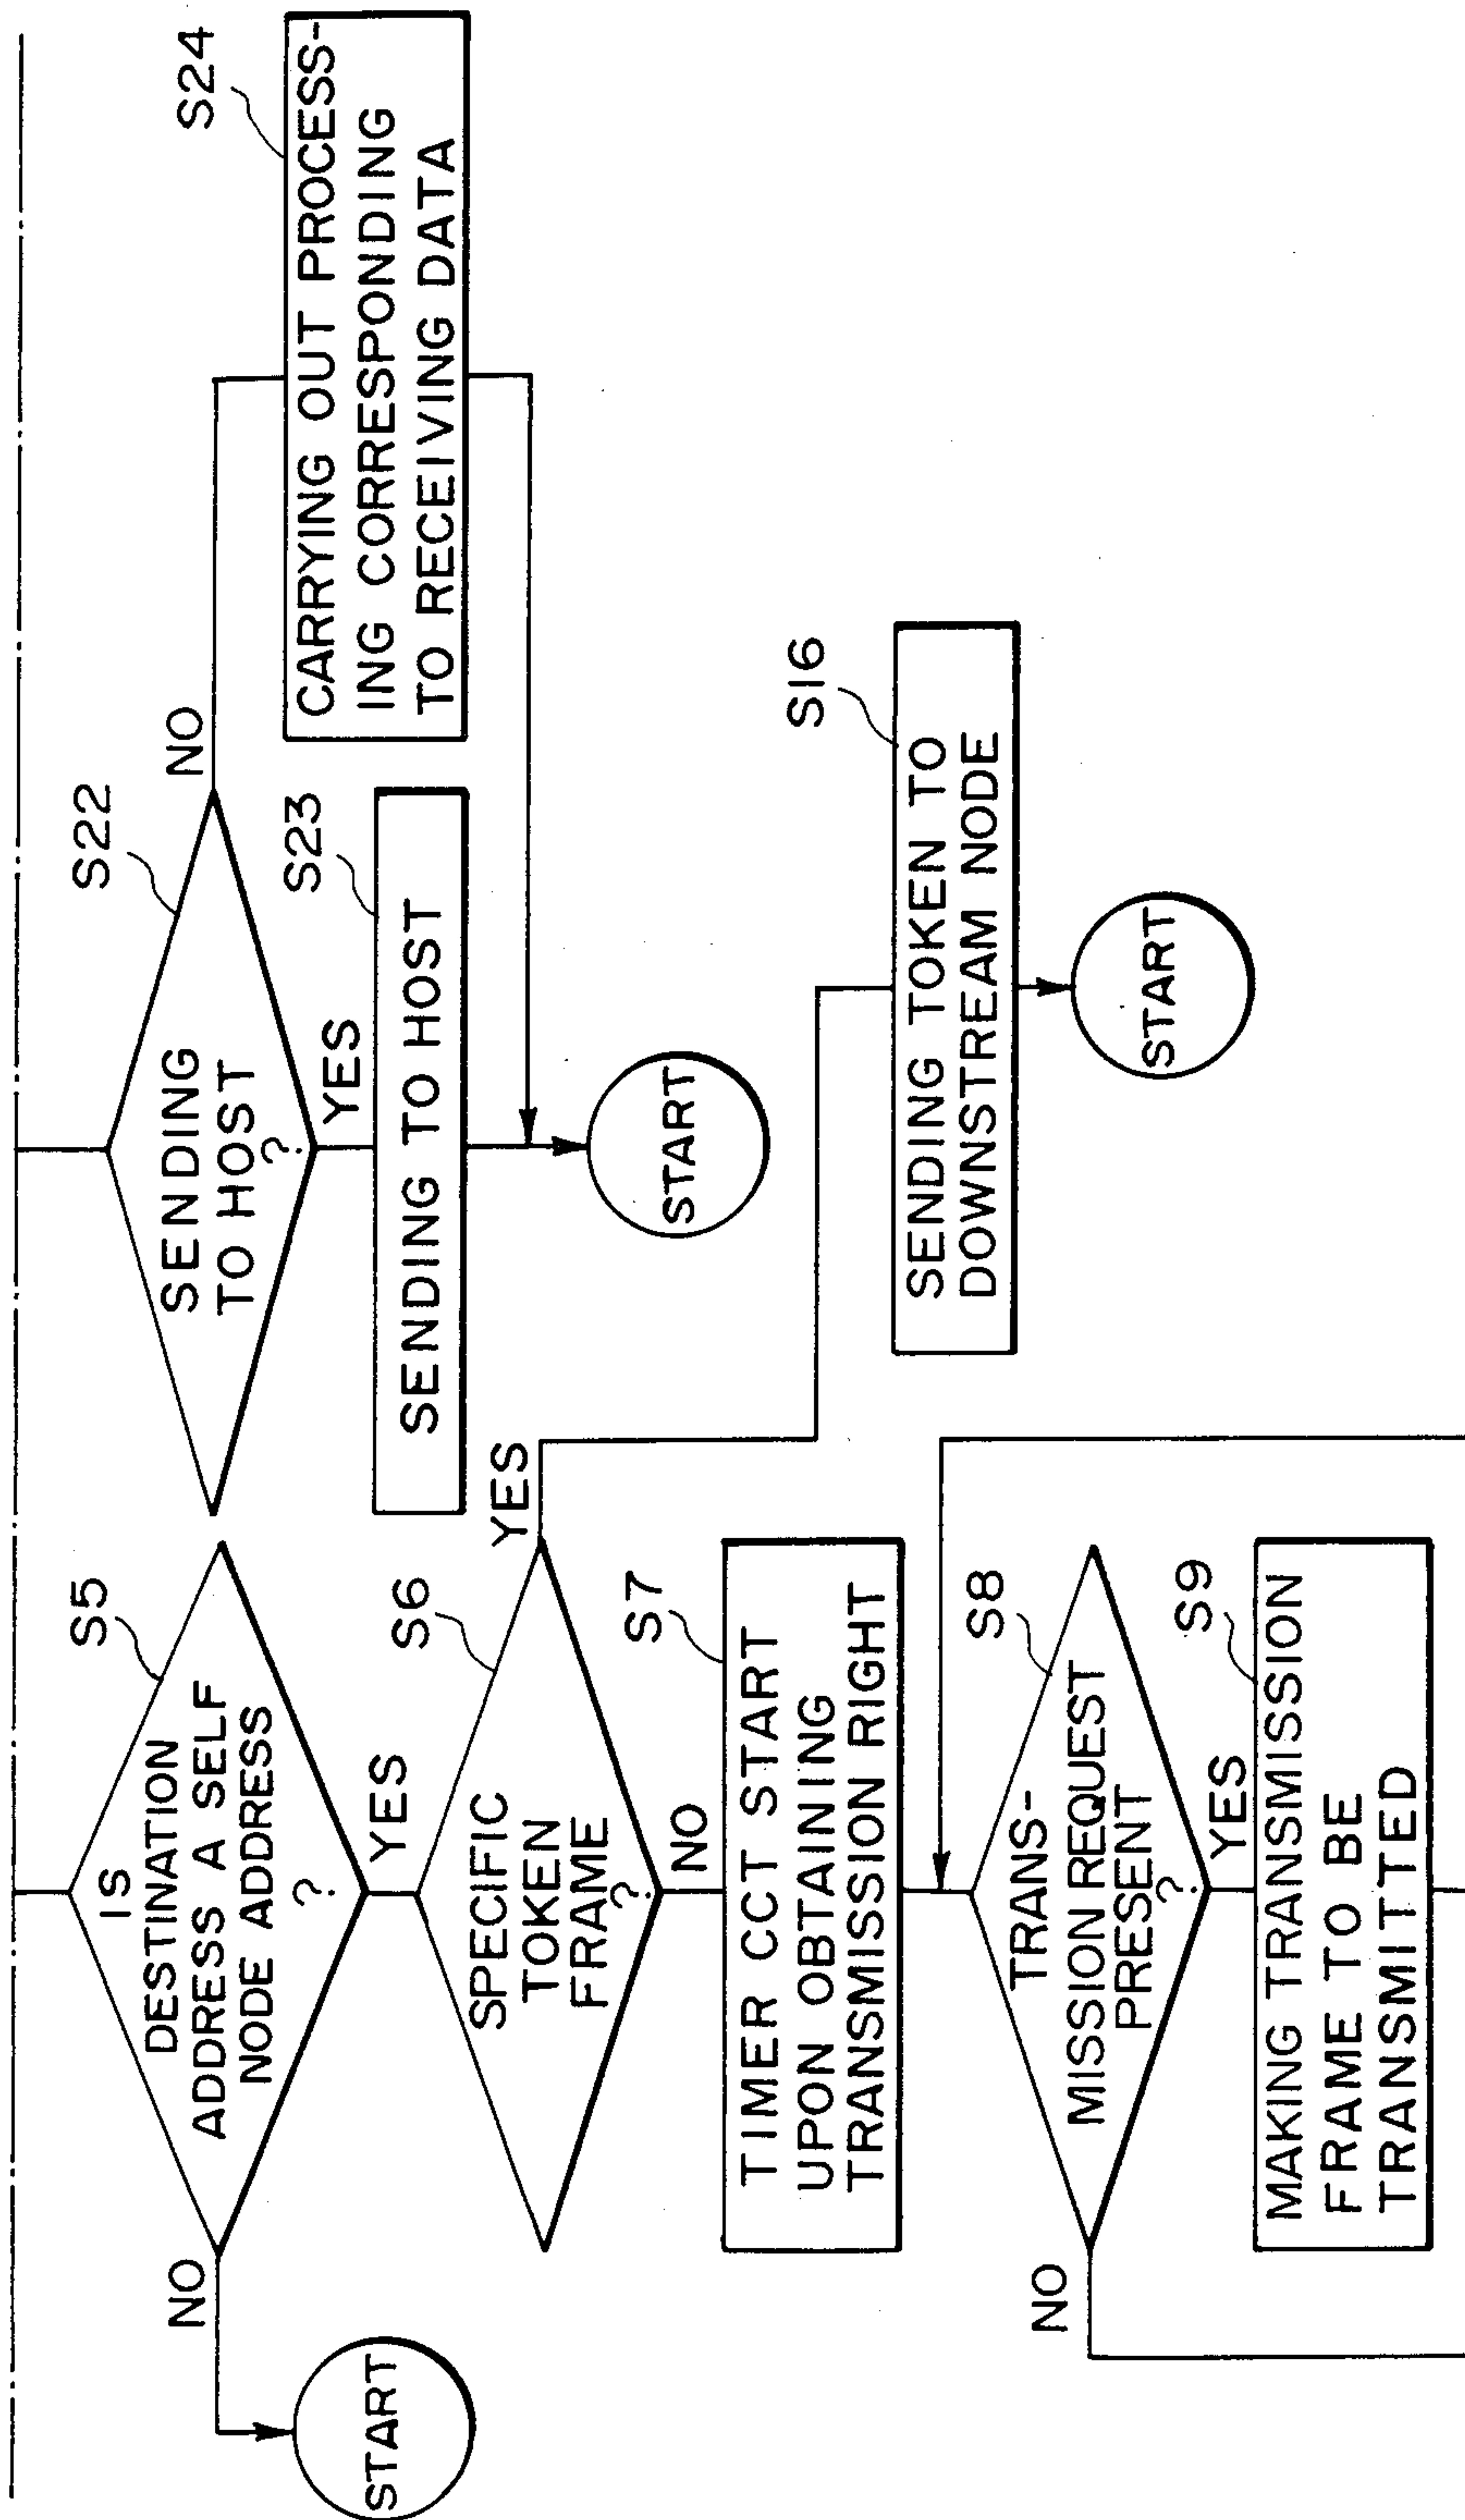 S5
IS
DESTINATION
ADDRESS A SELF
NODE ADDRESS
?
NO
START
YES
S6
SPECIFIC
TOKEN
FRAME
?
YES
NO
S7
TIMER CCT START
UPON OBTAINING
TRANSMISSION RIGHT
S8
TRANS-
MISSION REQUEST
PRESENT
?
NO
YES
S9
MAKING TRANSMISSION
FRAME TO BE
TRANSMITTED
S22
SENDING
TO HOST
?
NO
YES
S23
SENDING TO HOST
START
S24
CARRYING OUT PROCESS-
ING CORRESPONDING
TO RECEIVING DATA
S16
SENDING TOKEN TO
DOWNSTREAM NODE
START